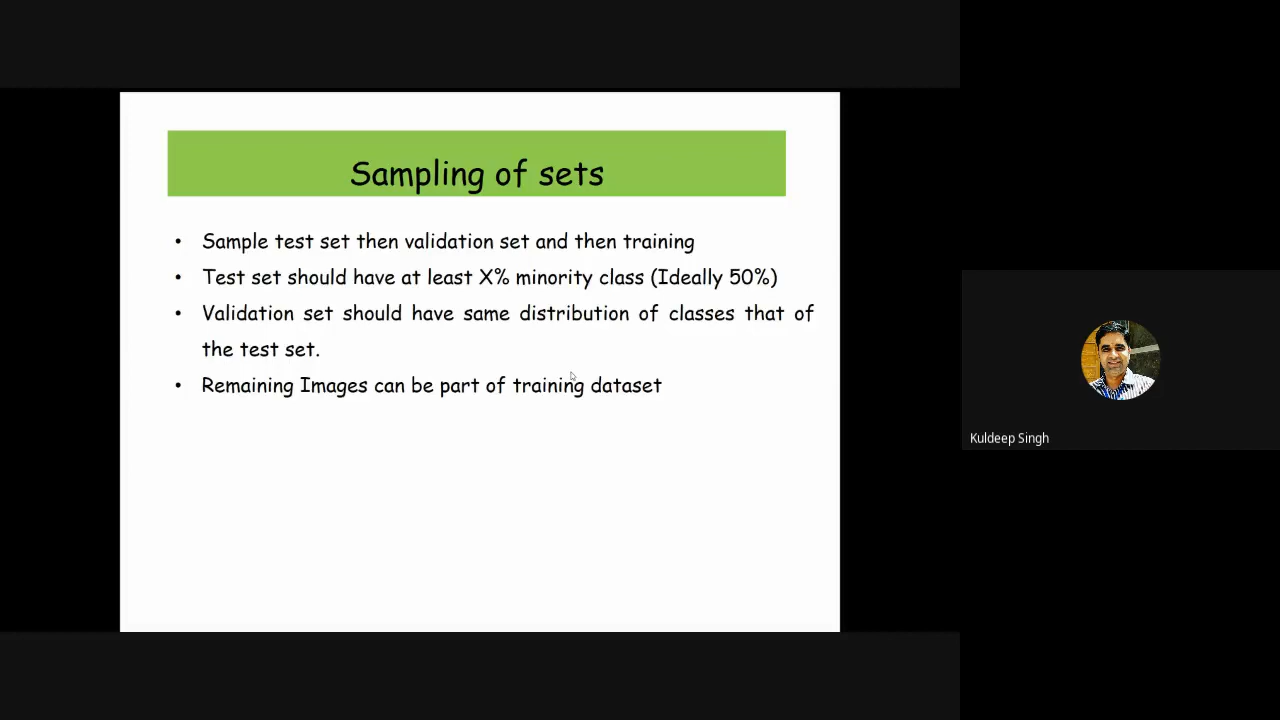 Sampling of sets
• Sample test set then validation set and then training
• Test set should have at least X% minority class (Ideally 50%)
• Validation set should have same distribution of classes that of
the test set.
• Remaining Images can be part of training dataset
Kuldeep Singh